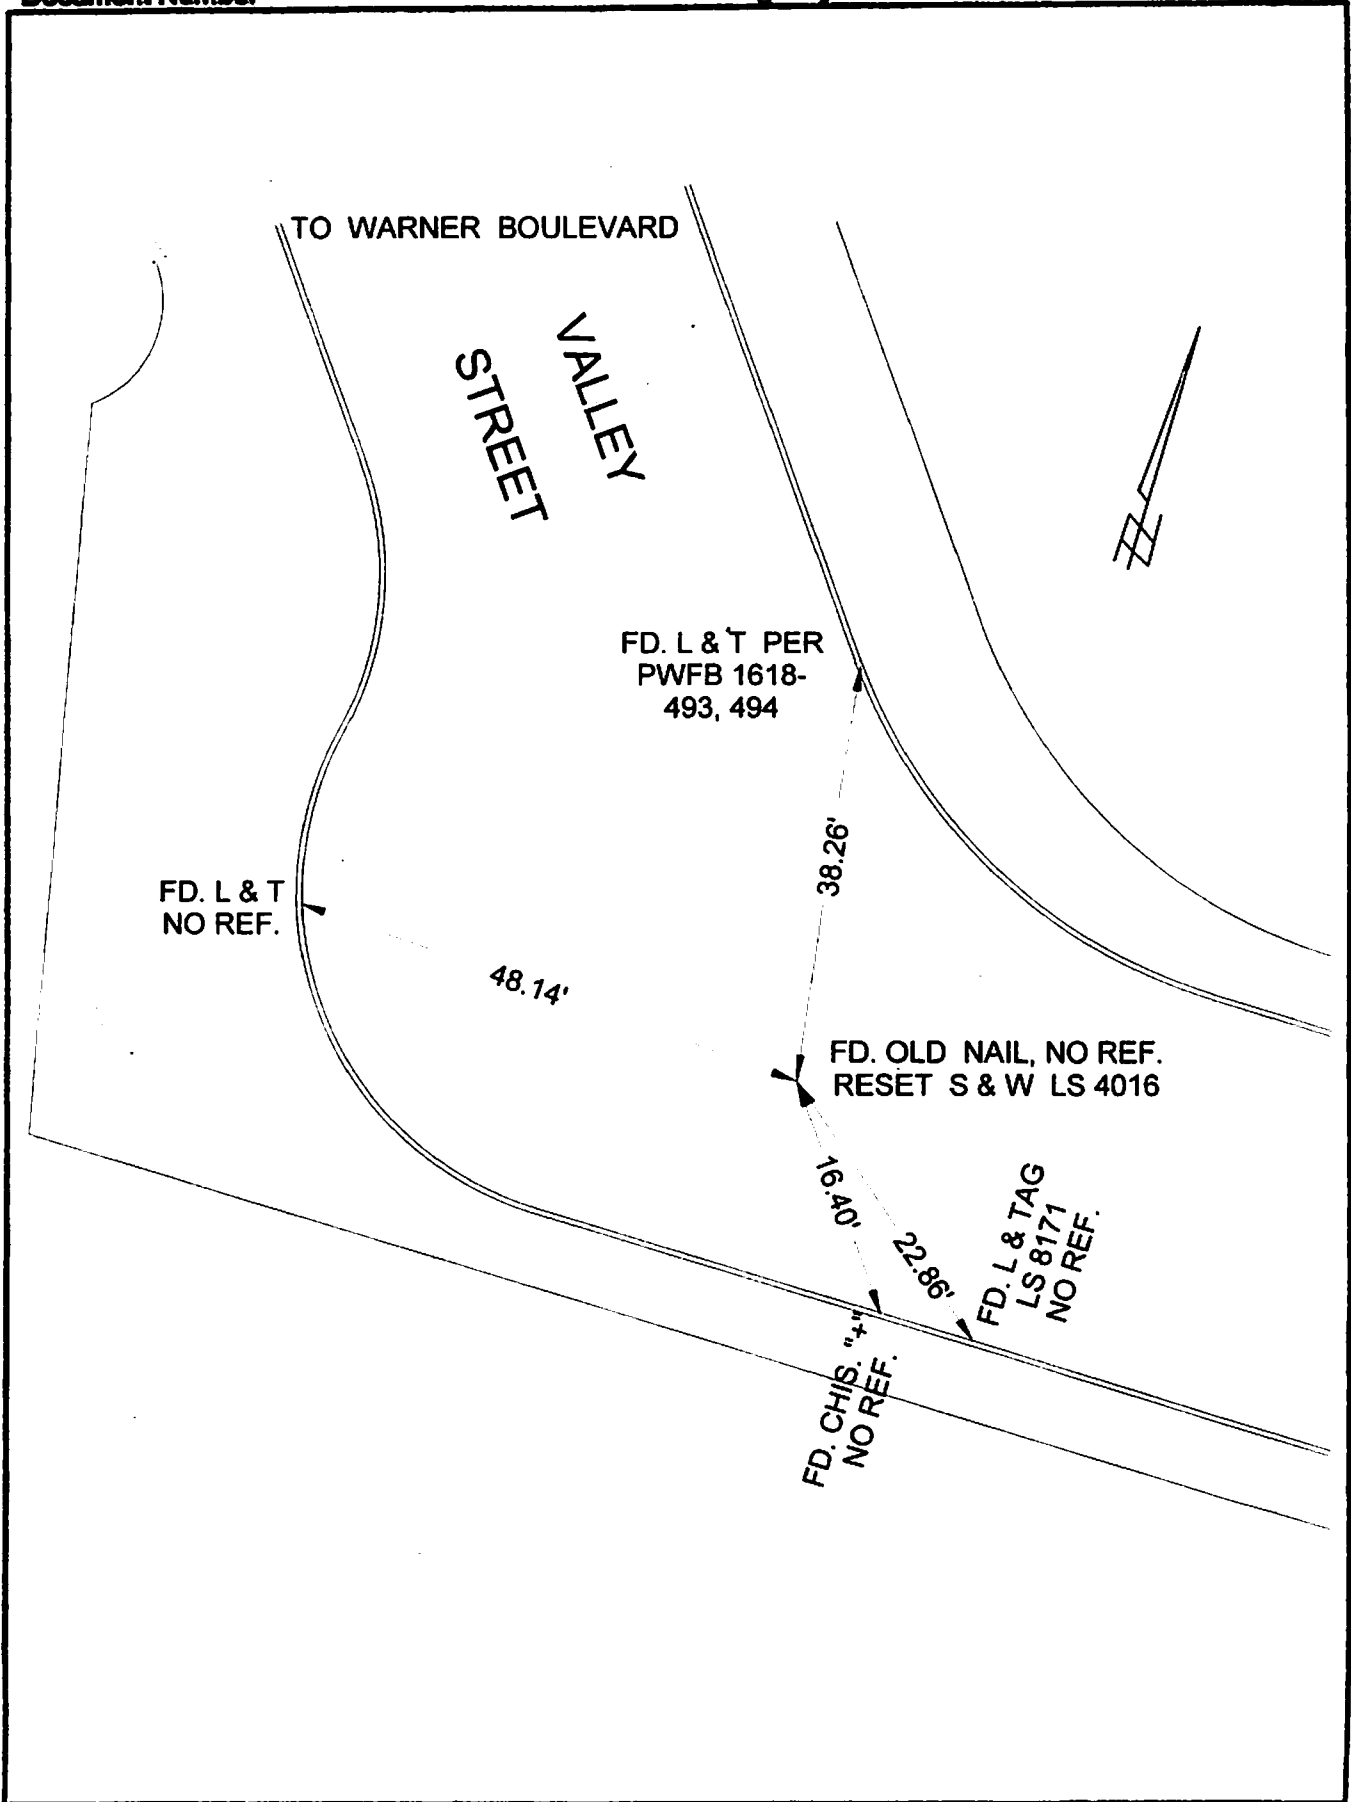 TO WARNER BOULEVARD
VALLEY
STREET
FD. L & T PER
PWFB 1618-
493, 494
38.26'
FD. L & T
NO REF.
48.14'
FD. OLD NAIL, NO REF.
RESET S & W LS 4016
16.40'
22.86'
FD. L & TAG
LS 8171
NO REF.
FD. CHIS. "+"
NO REF.